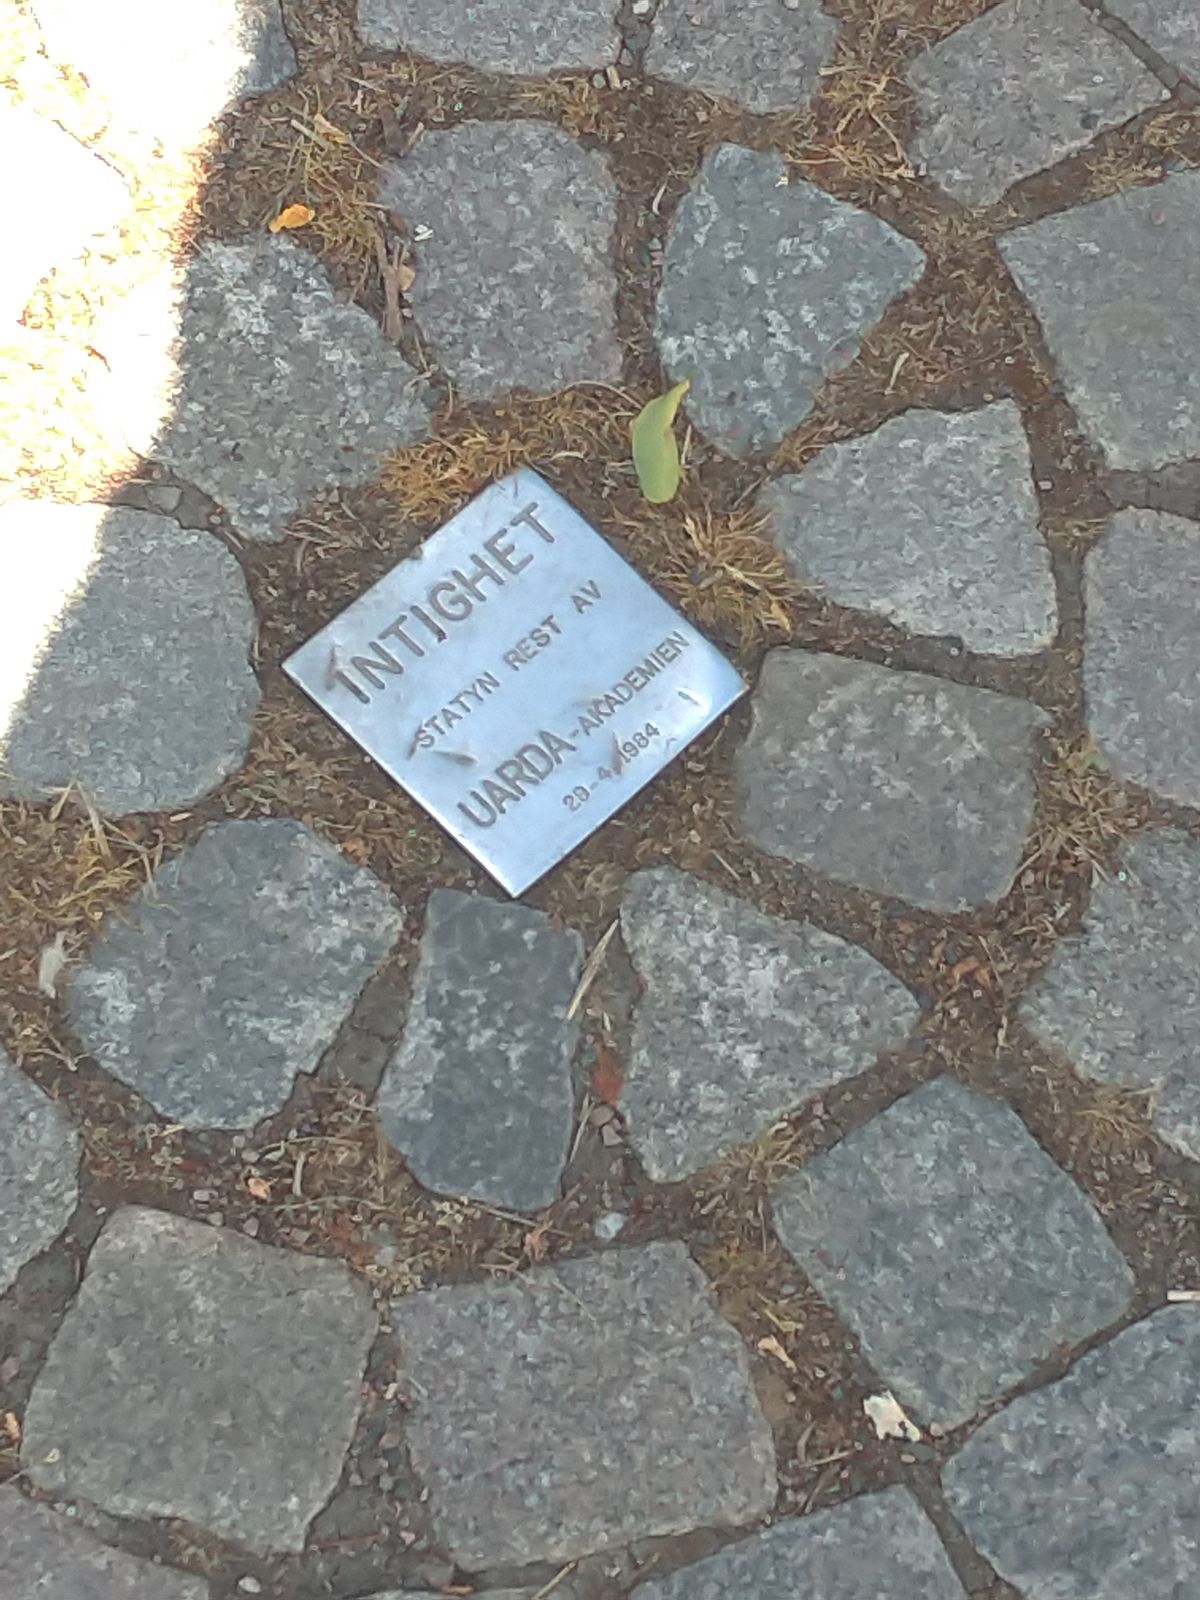 INTIGHET
STATYN REST AV
UARDA-AKADEMIEN
29-4 1984